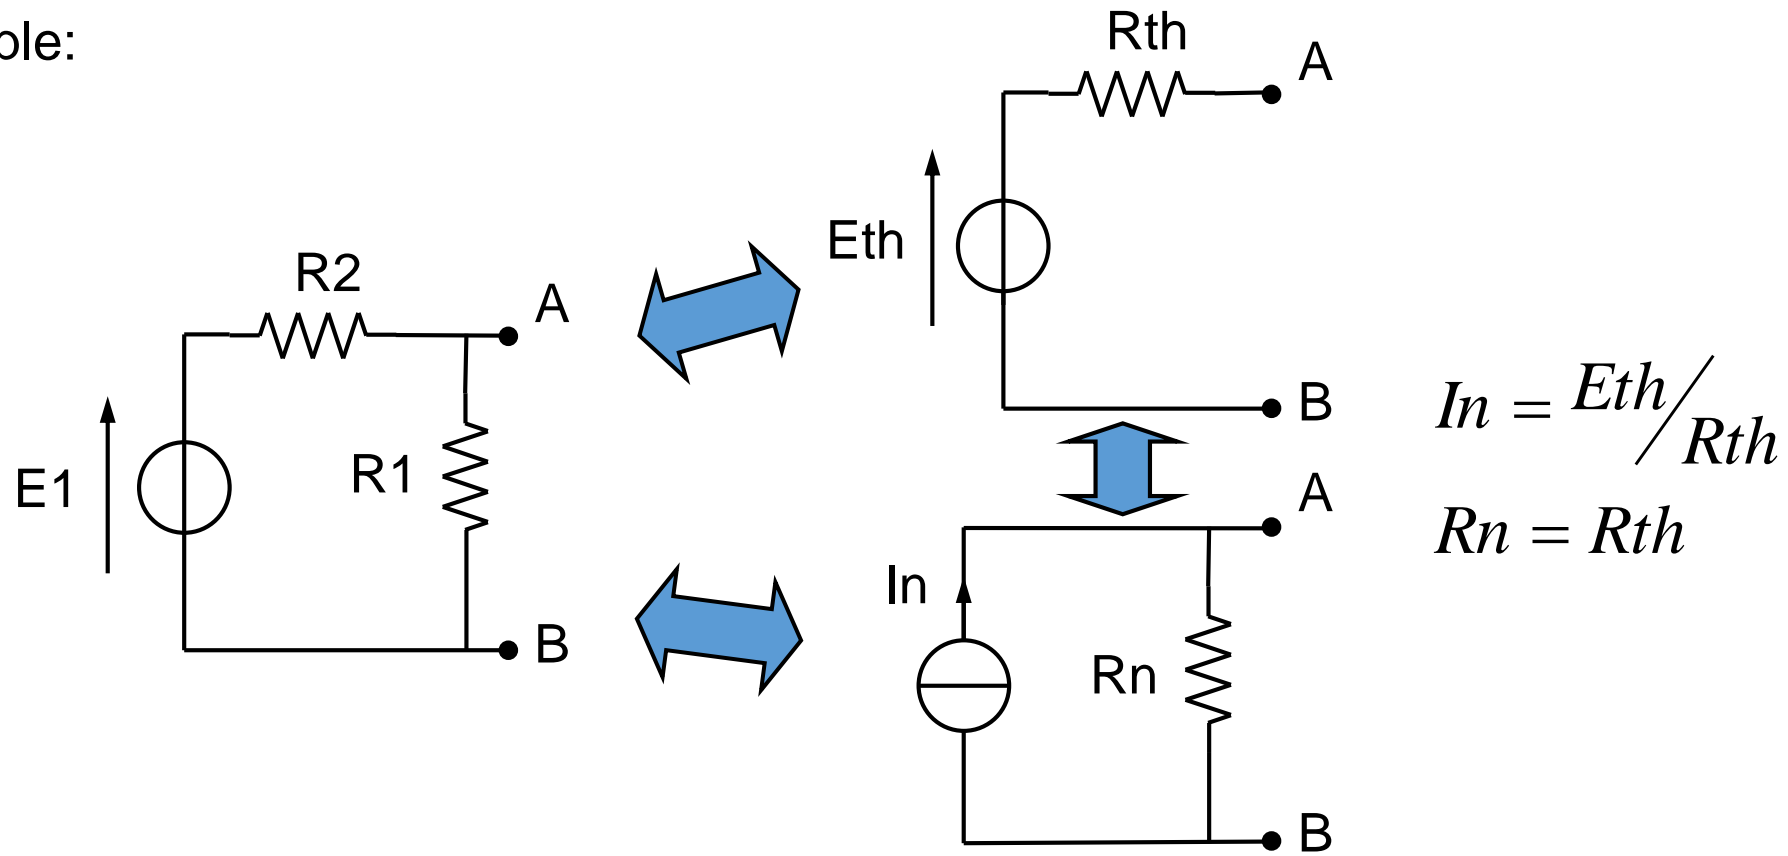 ple:
R2
A
E1
R1
B
Rth
A
Eth
B
A
In
Rn
B
In = Eth/Rth
Rn = Rth